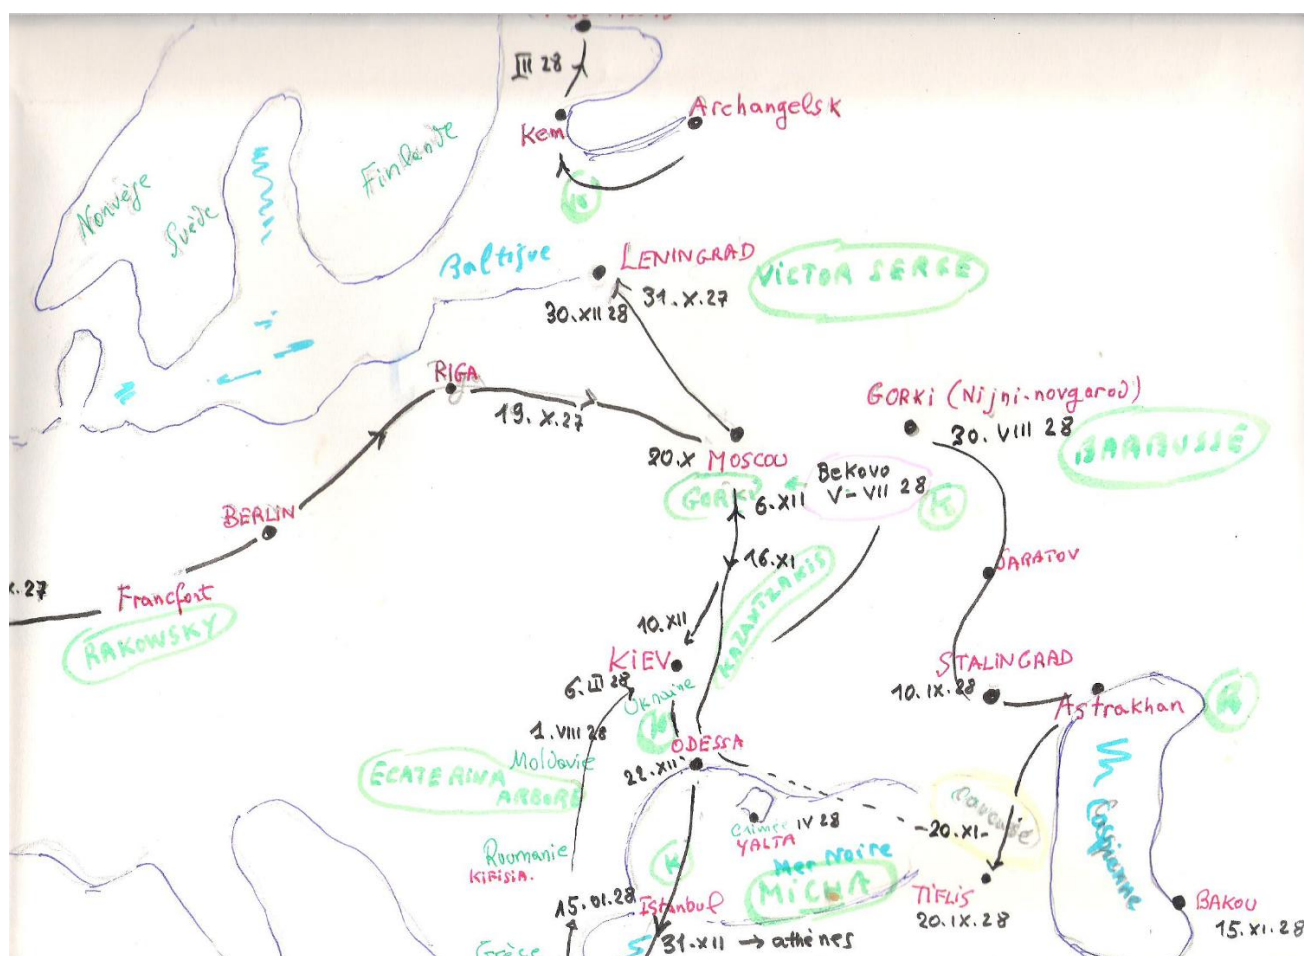 III 28
Kem
Archangelsk
Finlande
Norvège
Suède
Baltique
LENINGRAD
VICTOR SERGE
30.XII 28
31.X.27
RIGA
19.X.27
GORKi (Nijni-novgorod)
30.VIII 28
BARBUSSE
20.X MOSCOU
Bekovo
V-VII 28
GORKI
6.XII
K
BERLIN
16.XI
SARATOV
X.27
Francfort
RAKOWSKY
KAZANTZAKIS
10.XII
KIEV
STALINGRAD
10.IX.28
Astrakhan
6.III 28
Ukraine
1.VIII 28
Moldavie
ODESSA
22.XII
ECATERINA
ARBORE
Caucase
-20.XI-
Caspienne
Crimée IV 28
YALTA
Roumanie
KIFISIA.
K
Mer Noire
MiCHA
TiFLIS
20.IX.28
15.01.28
Istanbul
BAKOU
15.XI.28
31.XII → athènes
Grèce